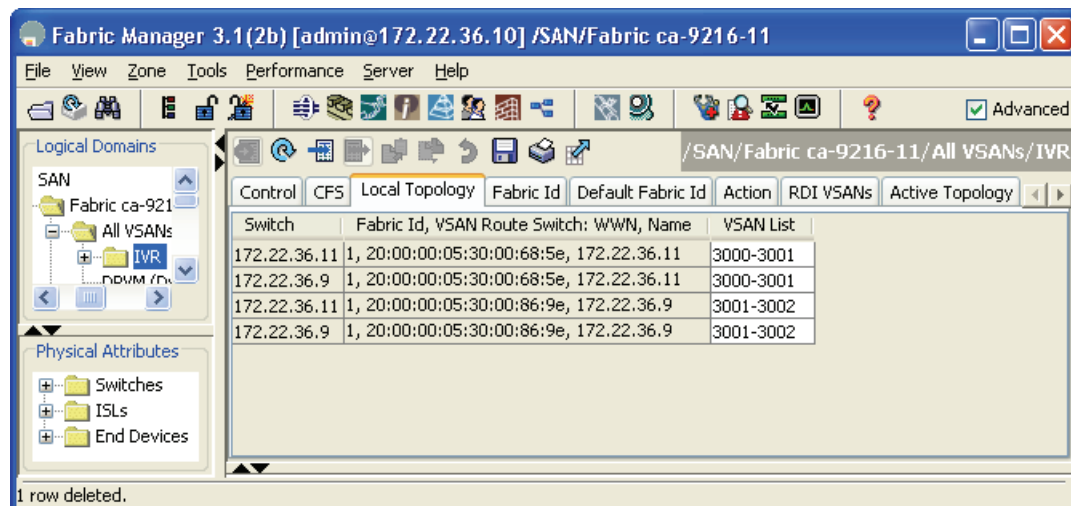 Fabric Manager 3.1(2b) [admin@172.22.36.10] /SAN/Fabric ca-9216-11
File View Zone Tools Performance Server Help
Advanced
Logical Domains
SAN
Fabric ca-921
All VSANs
IVR
/SAN/Fabric ca-9216-11/All VSANs/IVR
Control CFS Local Topology Fabric Id Default Fabric Id Action RDI VSANs Active Topology
Switch Fabric Id, VSAN Route Switch: WWN, Name VSAN List
172.22.36.11 1, 20:00:00:05:30:00:68:5e, 172.22.36.11 3000-3001
172.22.36.9 1, 20:00:00:05:30:00:68:5e, 172.22.36.11 3000-3001
172.22.36.11 1, 20:00:00:05:30:00:86:9e, 172.22.36.9 3001-3002
172.22.36.9 1, 20:00:00:05:30:00:86:9e, 172.22.36.9 3001-3002
Physical Attributes
Switches
ISLs
End Devices
1 row deleted.